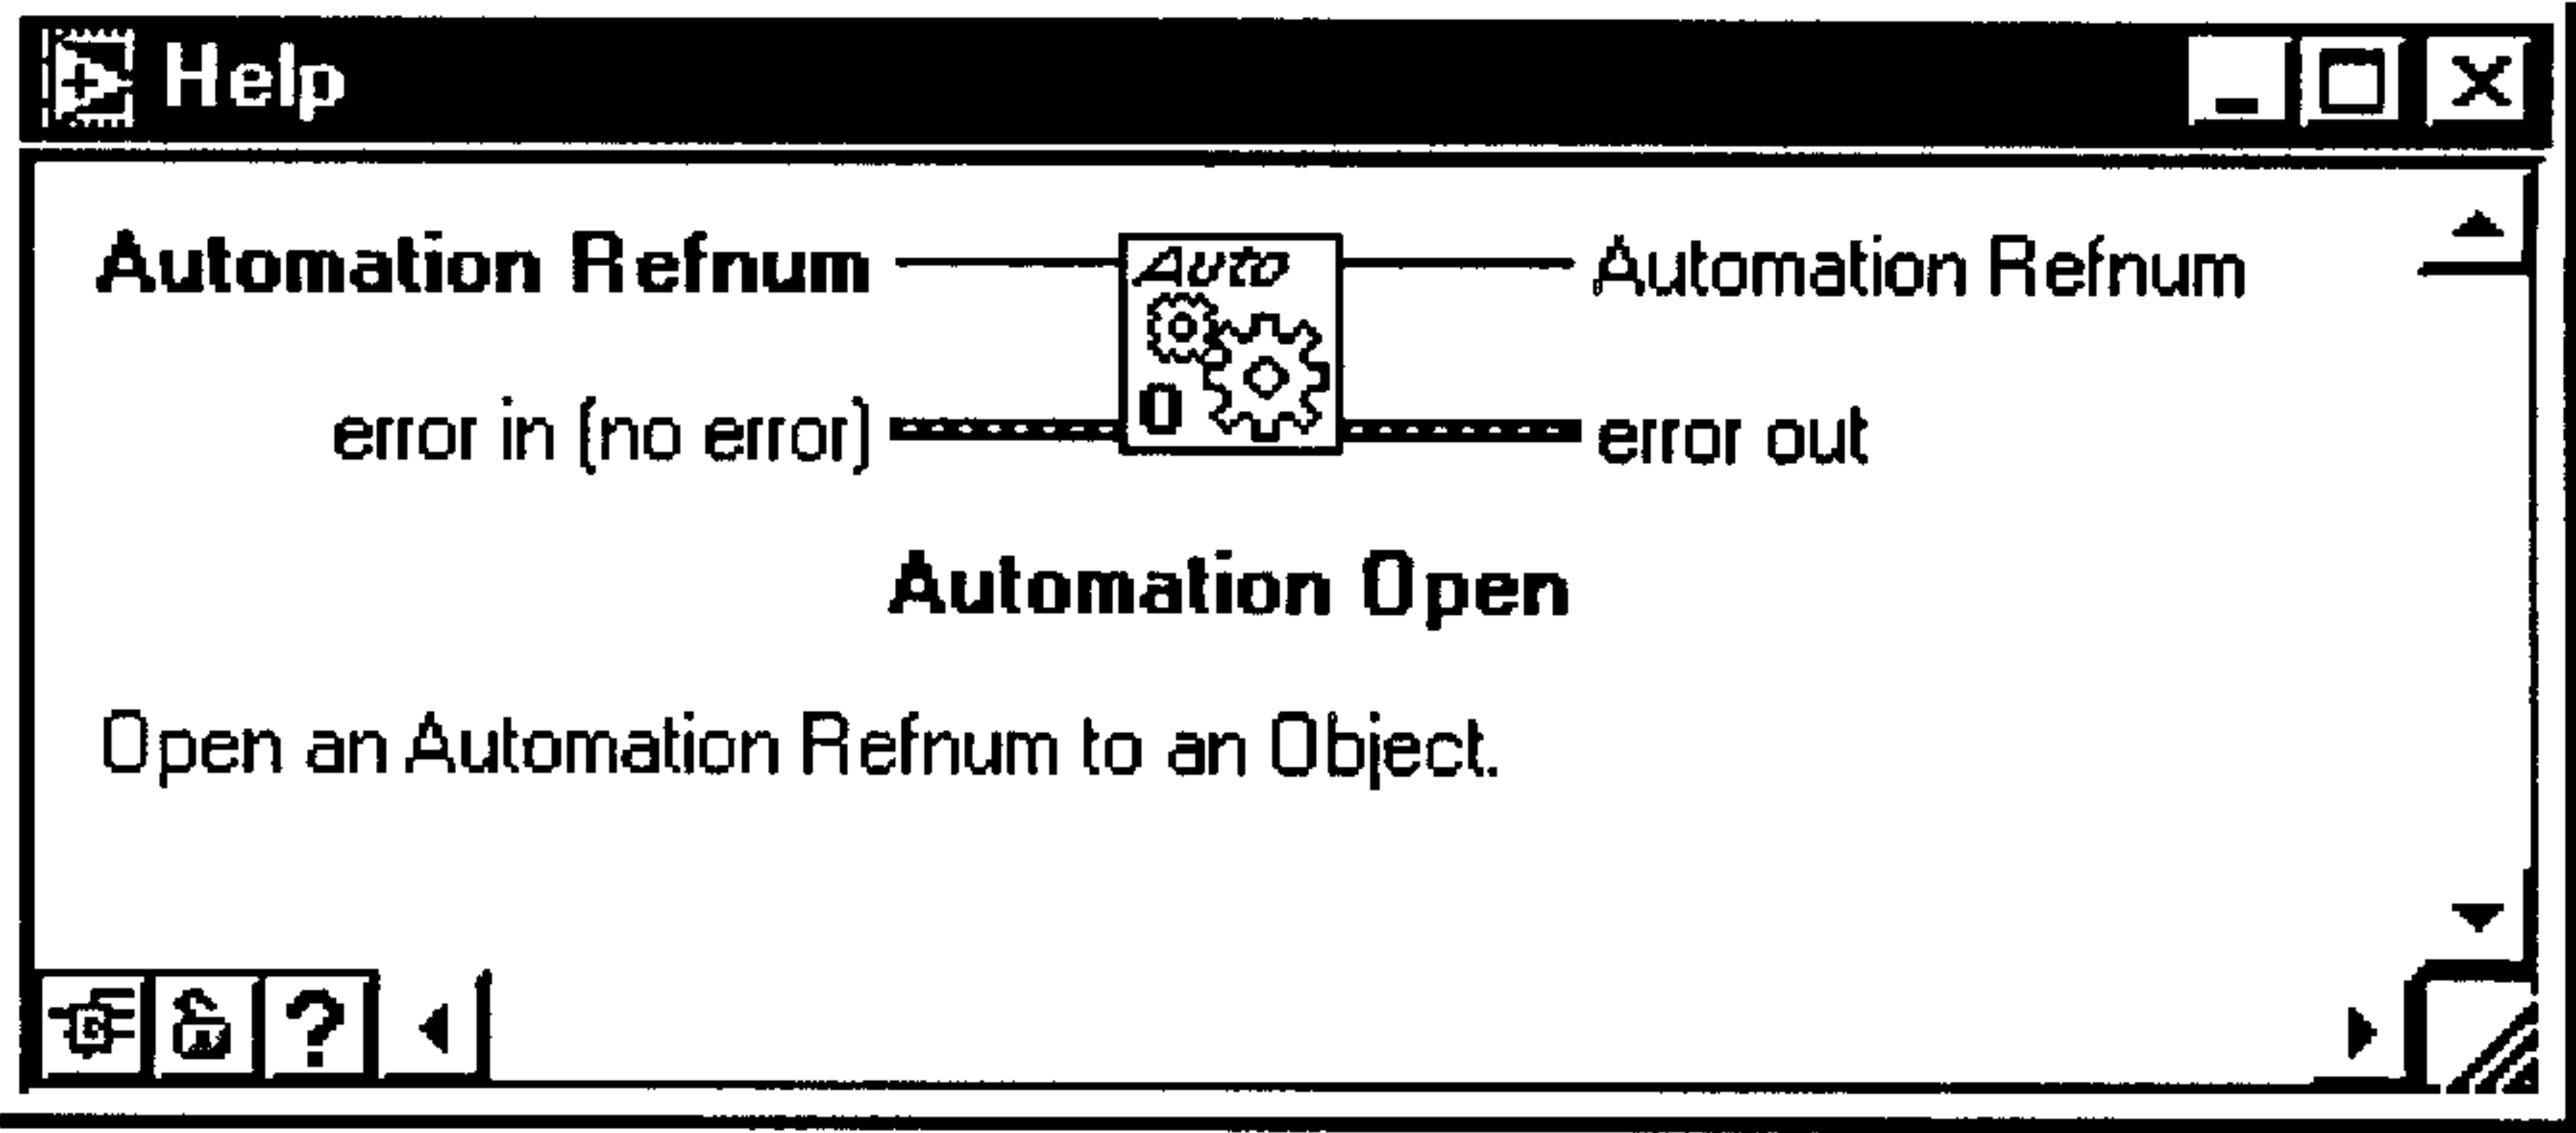 Help
Automation Refnum Auto Automation Refnum
error in (no error) O error out
Automation Open
Open an Automation Refnum to an Object.
?